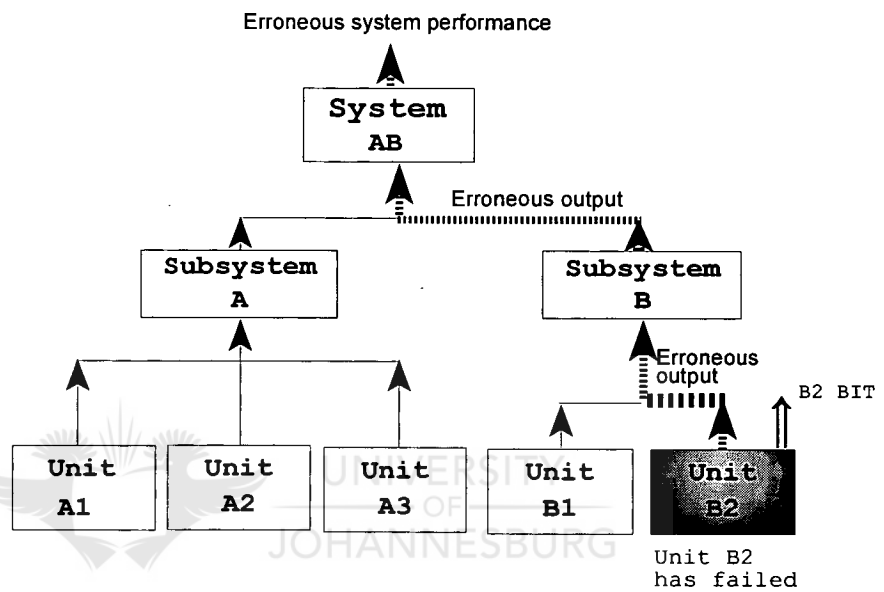 Erroneous system performance
System
AB
Erroneous output
Subsystem
A
Subsystem
B
Erroneous
output
B2 BIT
Unit
A1
Unit
A2
Unit
A3
Unit
B1
Unit
B2
UNIVERSITY
OF
JOHANNESBURG
Unit B2
has failed